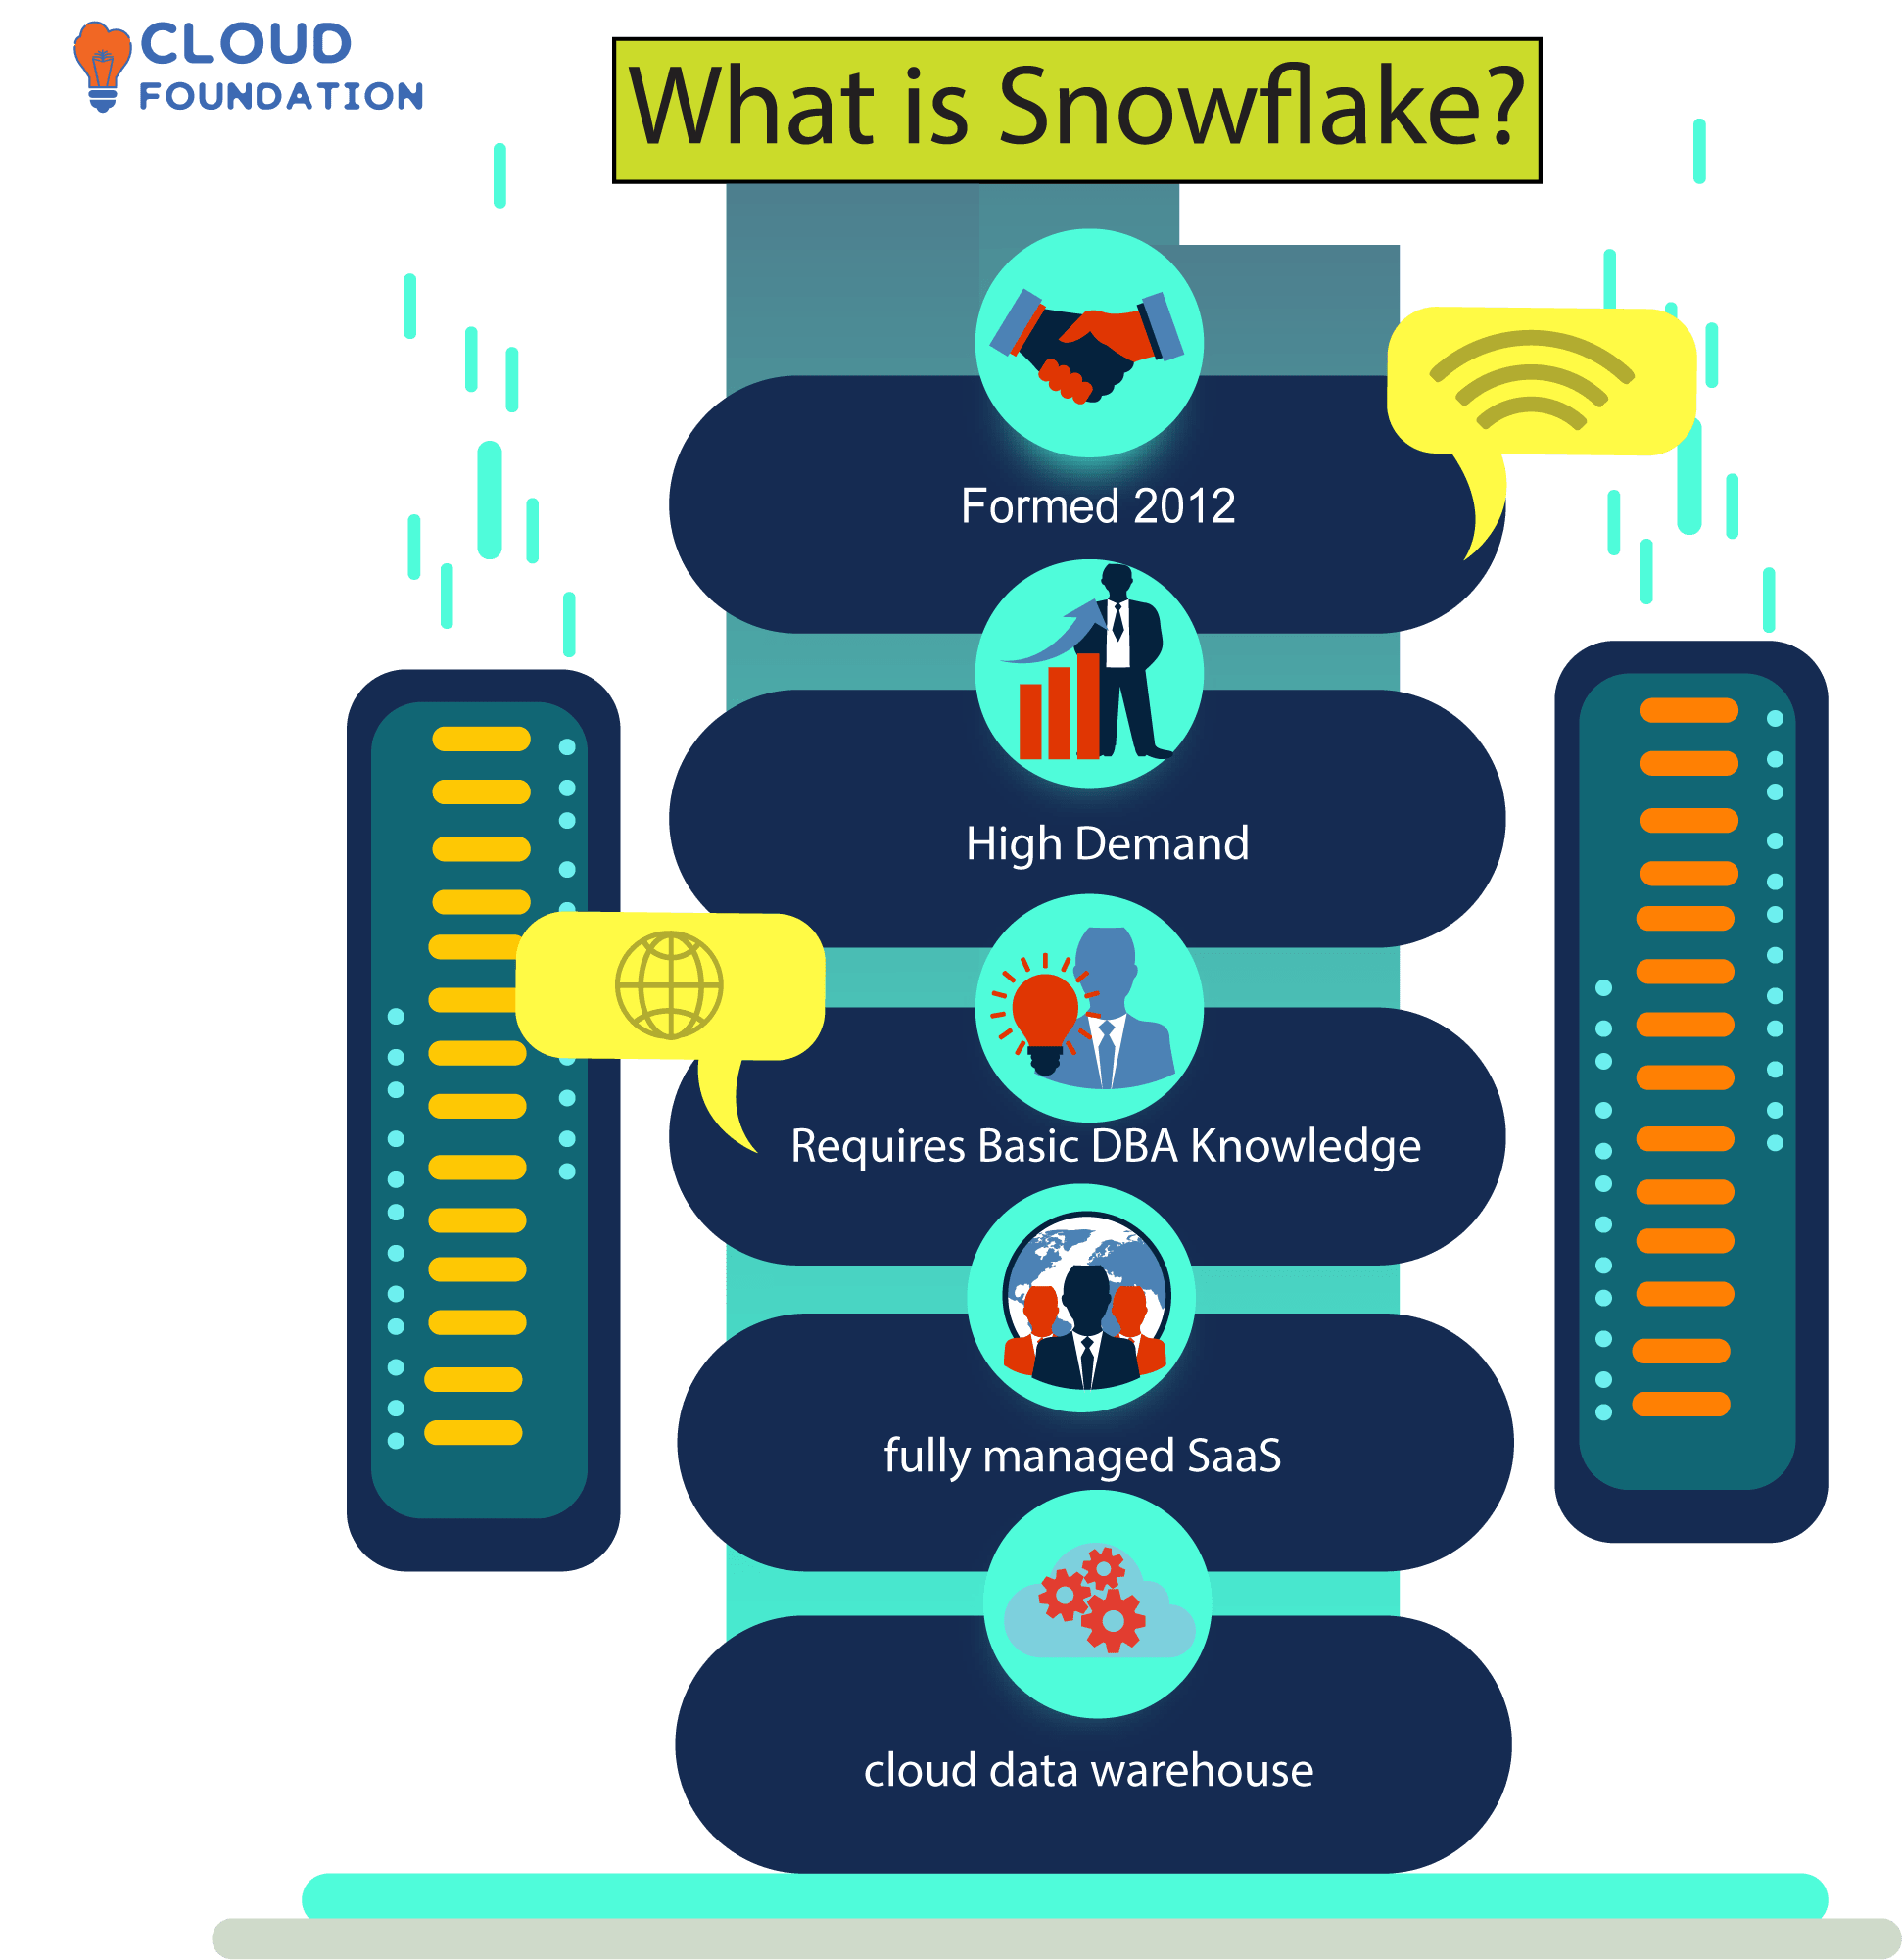 CLOUD
FOUNDATION
What is Snowflake?
Formed 2012
High Demand
Requires Basic DBA Knowledge
fully managed SaaS
cloud data warehouse